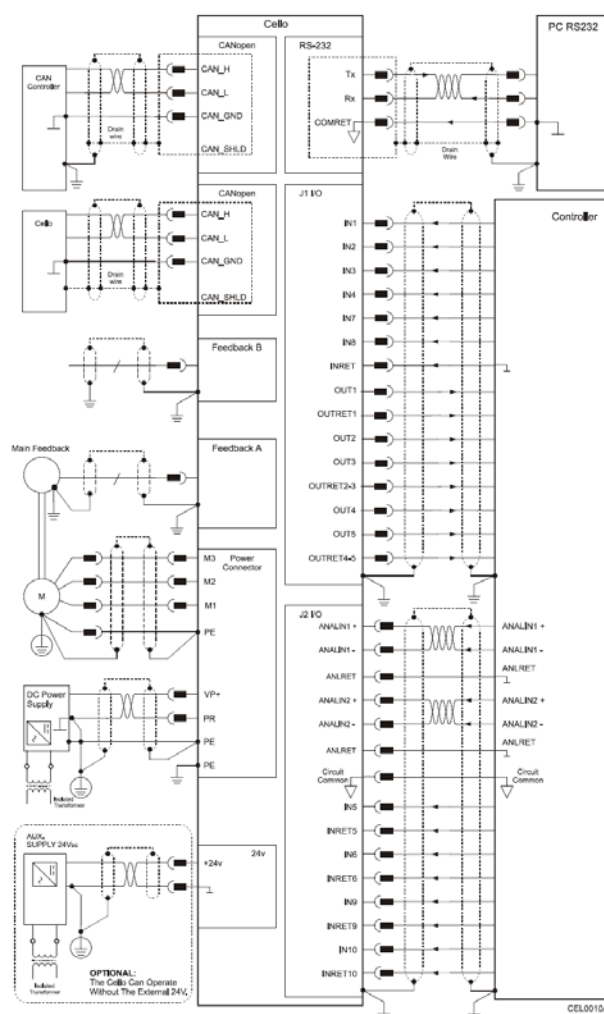 Cello
PC RS232
CANopen
CAN Controller
CAN_H
CAN_L
CAN_GND
CAN_SHLD
Drain wire
RS-232
Tx
Rx
COMRET
Drain Wire
CANopen
Cello
CAN_H
CAN_L
CAN_GND
CAN_SHLD
Drain wire
J1 I/O
Controller
IN1
IN2
IN3
IN4
IN7
IN8
INRET
OUT1
OUTRET1
OUT2
OUT3
OUTRET2-3
OUT4
OUT5
OUTRET4-5
Feedback B
Main Feedback
Feedback A
M
M3
M2
M1
PE
Power Connector
DC Power Supply
VP+
PR
PE
PE
Isolated Transformer
J2 I/O
ANALIN1 +
ANALIN1 -
ANLRET
ANALIN2 +
ANALIN2 -
ANLRET
Circuit Common
IN5
INRET5
IN6
INRET6
IN9
INRET9
IN10
INRET10
ANALIN1 +
ANALIN1 -
ANLRET
ANALIN2 +
ANALIN2 -
ANLRET
Circuit Common
AUX.
SUPPLY 24VDC
24v
+24v
Isolated Transformer
OPTIONAL:
The Cello Can Operate
Without The External 24V.